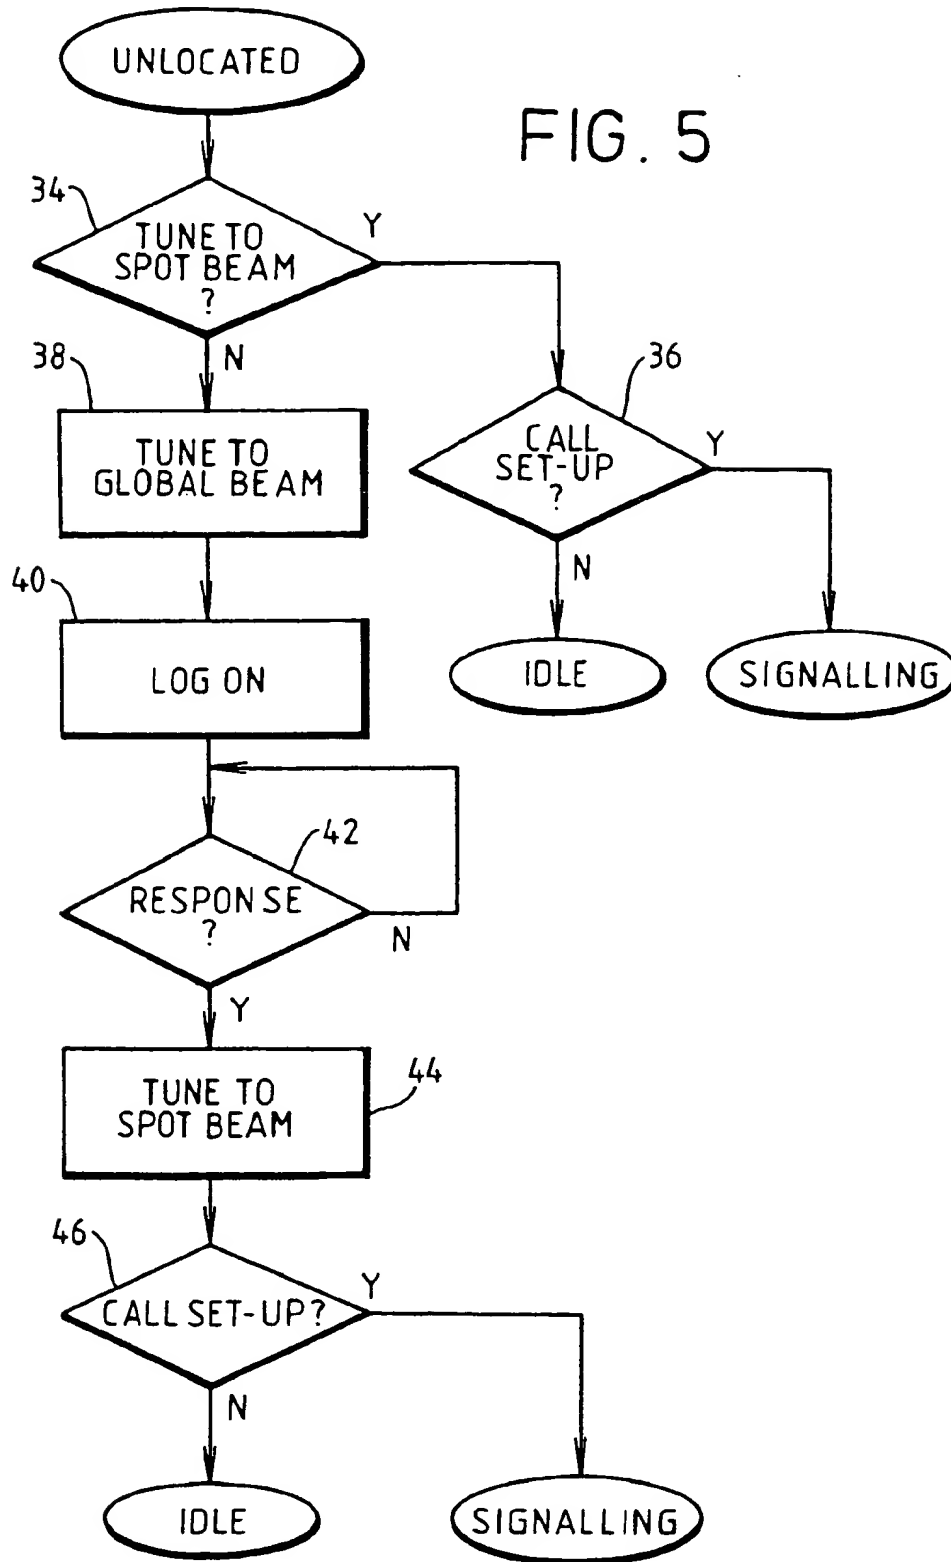 UNLOCATED
FIG. 5
34
TUNE TO
SPOT BEAM
?
Y
N
38
TUNE TO
GLOBAL BEAM
36
CALL
SET-UP
?
Y
N
40
LOG ON
IDLE
SIGNALLING
42
RESPONSE
?
N
Y
44
TUNE TO
SPOT BEAM
46
CALL SET-UP?
Y
N
IDLE
SIGNALLING